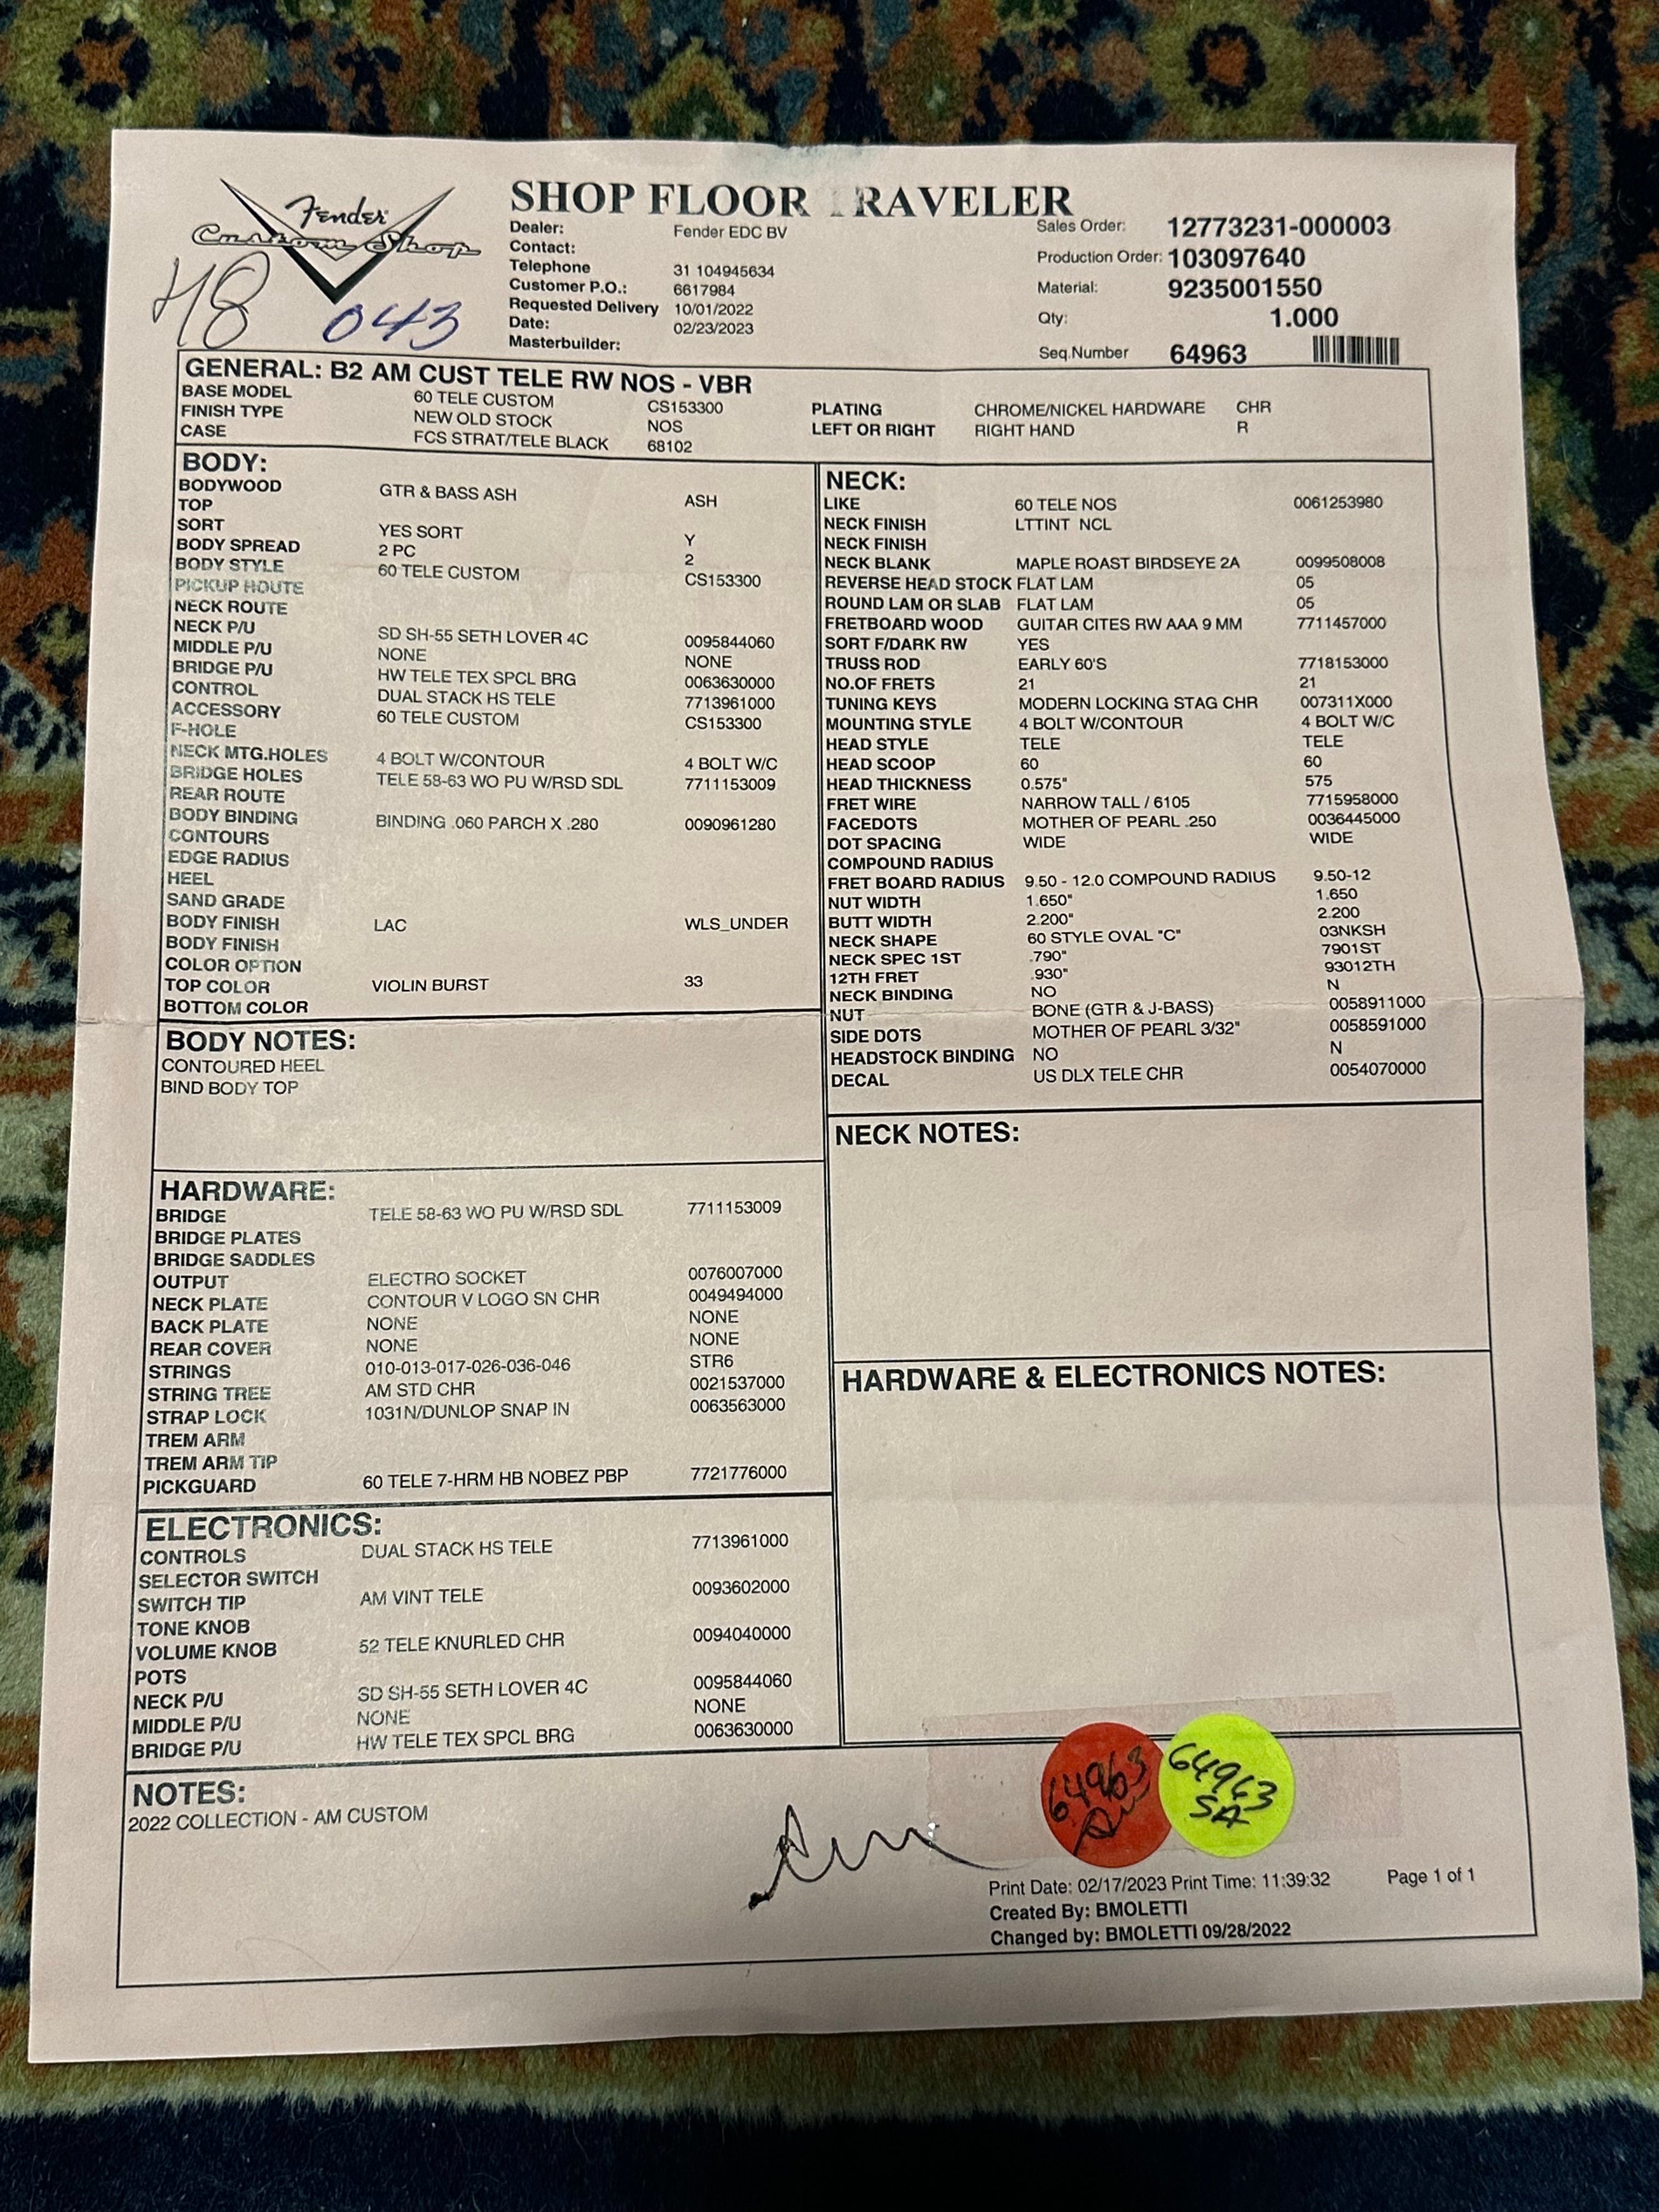 Fender
Custom Shop
48
043
SHOP FLOOR TRAVELER
Dealer: Fender EDC BV
Contact:
Telephone 31 104945634
Customer P.O.: 6617984
Requested Delivery 10/01/2022
Date: 02/23/2023
Masterbuilder:
Sales Order: 12773231-000003
Production Order: 103097640
Material: 9235001550
Qty: 1.000
Seq.Number 64963
GENERAL: B2 AM CUST TELE RW NOS - VBR
BASE MODEL 60 TELE CUSTOM CS153300
FINISH TYPE NEW OLD STOCK NOS
CASE FCS STRAT/TELE BLACK 68102
PLATING CHROME/NICKEL HARDWARE CHR
LEFT OR RIGHT RIGHT HAND R
BODY:
BODYWOOD GTR & BASS ASH ASH
TOP
SORT YES SORT Y
BODY SPREAD 2 PC 2
BODY STYLE 60 TELE CUSTOM CS153300
PICKUP HOUTE
NECK ROUTE
NECK P/U SD SH-55 SETH LOVER 4C 0095844060
MIDDLE P/U NONE NONE
BRIDGE P/U HW TELE TEX SPCL BRG 0063630000
CONTROL DUAL STACK HS TELE 7713961000
ACCESSORY 60 TELE CUSTOM CS153300
F-HOLE
NECK MTG.HOLES 4 BOLT W/CONTOUR 4 BOLT W/C
BRIDGE HOLES TELE 58-63 WO PU W/RSD SDL 7711153009
REAR ROUTE
BODY BINDING BINDING .060 PARCH X .280 0090961280
CONTOURS
EDGE RADIUS
HEEL
SAND GRADE
BODY FINISH LAC WLS_UNDER
BODY FINISH
COLOR OPTION
TOP COLOR VIOLIN BURST 33
BOTTOM COLOR
BODY NOTES:
CONTOURED HEEL
BIND BODY TOP
HARDWARE:
BRIDGE TELE 58-63 WO PU W/RSD SDL 7711153009
BRIDGE PLATES
BRIDGE SADDLES
OUTPUT ELECTRO SOCKET 0076007000
NECK PLATE CONTOUR V LOGO SN CHR 0049494000
BACK PLATE NONE NONE
REAR COVER NONE NONE
STRINGS 010-013-017-026-036-046 STR6
STRING TREE AM STD CHR 0021537000
STRAP LOCK 1031N/DUNLOP SNAP IN 0063563000
TREM ARM
TREM ARM TIP
PICKGUARD 60 TELE 7-HRM HB NOBEZ PBP 7721776000
ELECTRONICS:
CONTROLS DUAL STACK HS TELE 7713961000
SELECTOR SWITCH
SWITCH TIP AM VINT TELE 0093602000
TONE KNOB
VOLUME KNOB 52 TELE KNURLED CHR 0094040000
POTS
NECK P/U SD SH-55 SETH LOVER 4C 0095844060
MIDDLE P/U NONE NONE
BRIDGE P/U HW TELE TEX SPCL BRG 0063630000
NECK:
LIKE 60 TELE NOS 0061253980
NECK FINISH LTTINT NCL
NECK FINISH
NECK BLANK MAPLE ROAST BIRDSEYE 2A 0099508008
REVERSE HEAD STOCK FLAT LAM 05
ROUND LAM OR SLAB FLAT LAM 05
FRETBOARD WOOD GUITAR CITES RW AAA 9 MM 7711457000
SORT F/DARK RW YES
TRUSS ROD EARLY 60'S 7718153000
NO.OF FRETS 21 21
TUNING KEYS MODERN LOCKING STAG CHR 007311X000
MOUNTING STYLE 4 BOLT W/CONTOUR 4 BOLT W/C
HEAD STYLE TELE TELE
HEAD SCOOP 60 60
HEAD THICKNESS 0.575" 575
FRET WIRE NARROW TALL / 6105 7715958000
FACEDOTS MOTHER OF PEARL .250 0036445000
DOT SPACING WIDE WIDE
COMPOUND RADIUS
FRET BOARD RADIUS 9.50 - 12.0 COMPOUND RADIUS 9.50-12
NUT WIDTH 1.650" 1.650
BUTT WIDTH 2.200" 2.200
NECK SHAPE 60 STYLE OVAL "C" 03NKSH
NECK SPEC 1ST .790" 7901ST
12TH FRET .930" 93012TH
NECK BINDING NO N
NUT BONE (GTR & J-BASS) 0058911000
SIDE DOTS MOTHER OF PEARL 3/32" 0058591000
HEADSTOCK BINDING NO N
DECAL US DLX TELE CHR 0054070000
NECK NOTES:
HARDWARE & ELECTRONICS NOTES:
NOTES:
2022 COLLECTION - AM CUSTOM
64963
64963
SA
Print Date: 02/17/2023 Print Time: 11:39:32 Page 1 of 1
Created By: BMOLETTI
Changed by: BMOLETTI 09/28/2022